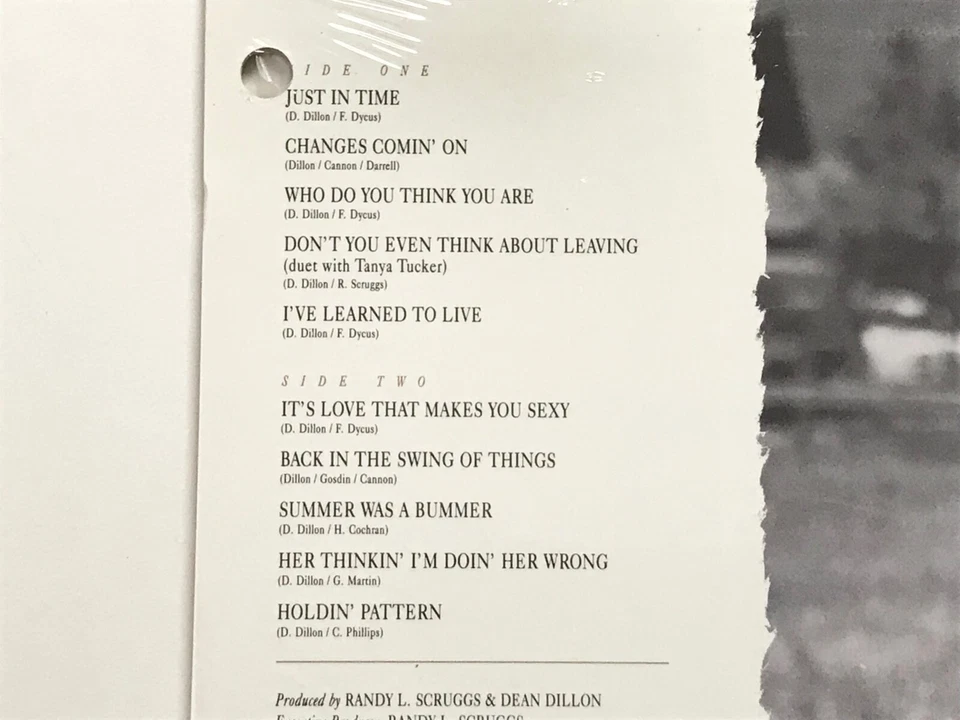 IDE ONE
JUST IN TIME
(D. Dillon / F. Dycus)
CHANGES COMIN' ON
(Dillon / Cannon / Darrell)
WHO DO YOU THINK YOU ARE
(D. Dillon / F. Dycus)
DON'T YOU EVEN THINK ABOUT LEAVING
(duet with Tanya Tucker)
(D. Dillon / R. Scruggs)
I'VE LEARNED TO LIVE
(D. Dillon / F. Dycus)
SIDE TWO
IT'S LOVE THAT MAKES YOU SEXY
(D. Dillon / F. Dycus)
BACK IN THE SWING OF THINGS
(Dillon / Gosdin / Cannon)
SUMMER WAS A BUMMER
(D. Dillon / H. Cochran)
HER THINKIN' I'M DOIN' HER WRONG
(D. Dillon / G. Martin)
HOLDIN' PATTERN
(D. Dillon / C. Phillips)
Produced by RANDY L. SCRUGGS & DEAN DILLON
RANDY L. SCRUGGS